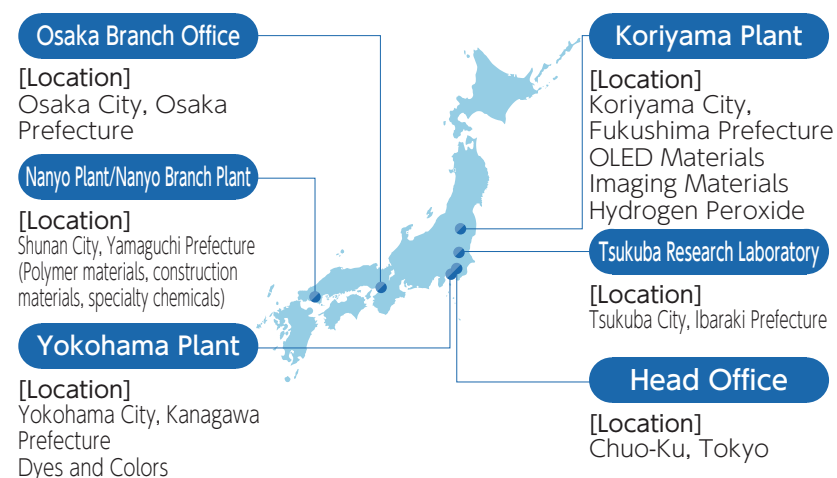 Osaka Branch Office
[Location]
Osaka City, Osaka
Prefecture
Nanyo Plant/Nanyo Branch Plant
[Location]
Shunan City, Yamaguchi Prefecture
(Polymer materials, construction
materials, specialty chemicals)
Yokohama Plant
[Location]
Yokohama City, Kanagawa
Prefecture
Dyes and Colors
Koriyama Plant
[Location]
Koriyama City,
Fukushima Prefecture
OLED Materials
Imaging Materials
Hydrogen Peroxide
Tsukuba Research Laboratory
[Location]
Tsukuba City, Ibaraki Prefecture
Head Office
[Location]
Chuo-Ku, Tokyo